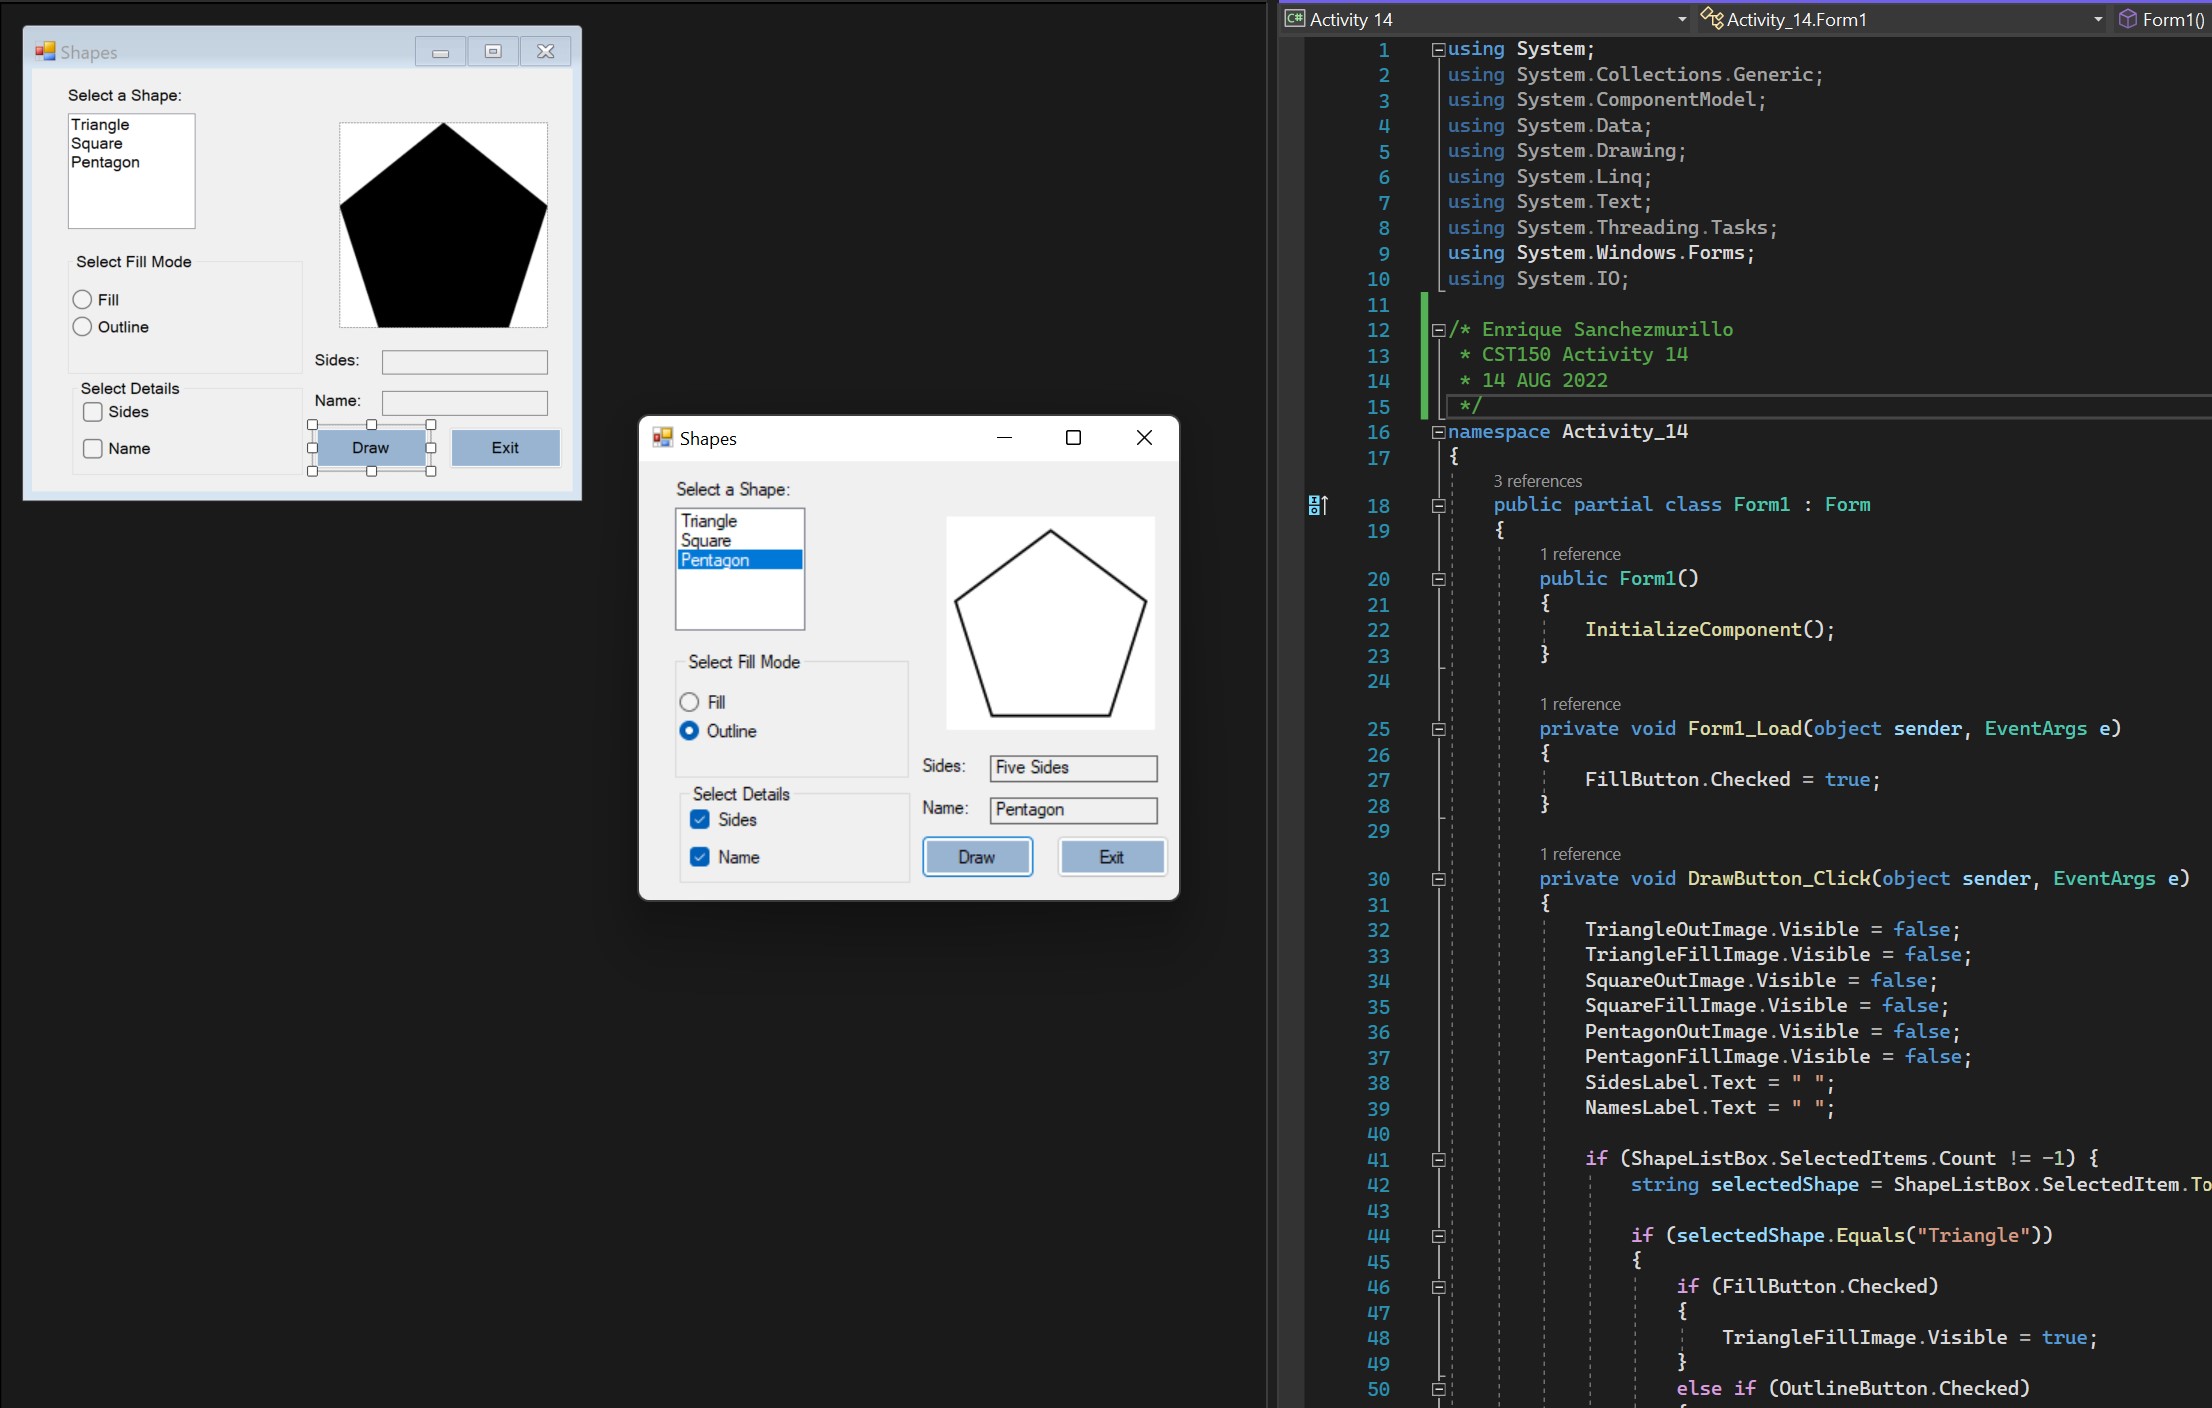 Shapes
Select a Shape:
Triangle
Square
Pentagon
Select Fill Mode
Fill
Outline
Sides:
Select Details
Name:
Sides
Name
Draw
Exit
Shapes
Select a Shape:
Triangle
Square
Pentagon
Select Fill Mode
Fill
Outline
Sides: Five Sides
Select Details
Name: Pentagon
Sides
Name
Draw
Exit
C# Activity 14
Activity_14.Form1
Form1()
1 using System;
2 using System.Collections.Generic;
3 using System.ComponentModel;
4 using System.Data;
5 using System.Drawing;
6 using System.Linq;
7 using System.Text;
8 using System.Threading.Tasks;
9 using System.Windows.Forms;
10 using System.IO;
11
12 /* Enrique Sanchezmurillo
13 * CST150 Activity 14
14 * 14 AUG 2022
15 */
16 namespace Activity_14
17 {
3 references
18 public partial class Form1 : Form
19 {
1 reference
20 public Form1()
21 {
22 InitializeComponent();
23 }
24
1 reference
25 private void Form1_Load(object sender, EventArgs e)
26 {
27 FillButton.Checked = true;
28 }
29
1 reference
30 private void DrawButton_Click(object sender, EventArgs e)
31 {
32 TriangleOutImage.Visible = false;
33 TriangleFillImage.Visible = false;
34 SquareOutImage.Visible = false;
35 SquareFillImage.Visible = false;
36 PentagonOutImage.Visible = false;
37 PentagonFillImage.Visible = false;
38 SidesLabel.Text = " ";
39 NamesLabel.Text = " ";
40
41 if (ShapeListBox.SelectedItems.Count != -1) {
42 string selectedShape = ShapeListBox.SelectedItem.To
43
44 if (selectedShape.Equals("Triangle"))
45 {
46 if (FillButton.Checked)
47 {
48 TriangleFillImage.Visible = true;
49 }
50 else if (OutlineButton.Checked)